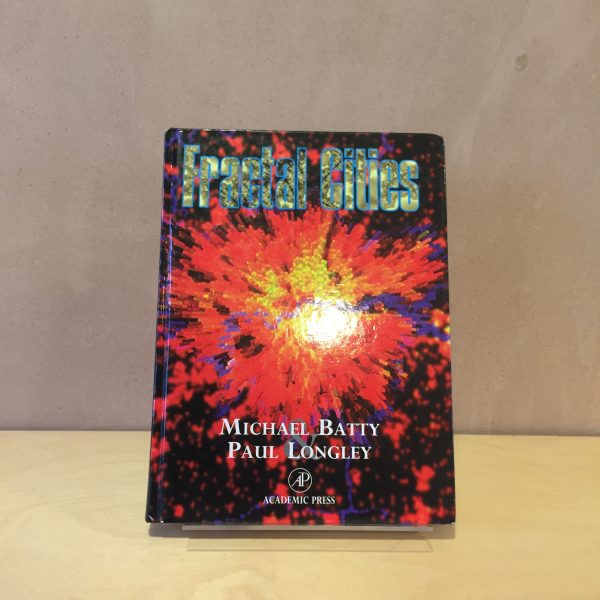 Fractal Cities
MICHAEL BATTY
&
PAUL LONGLEY
AP
ACADEMIC PRESS